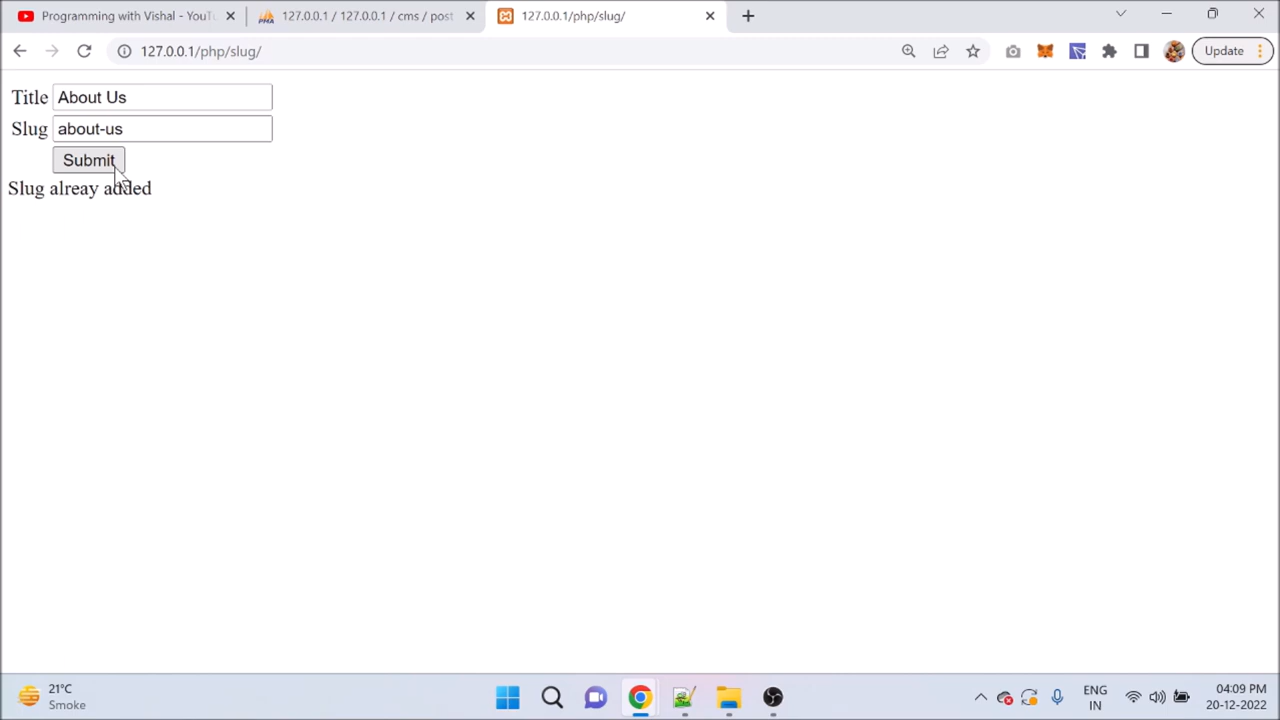 Programming with Vishal - YouTu
127.0.0.1 / 127.0.0.1 / cms / post
127.0.0.1/php/slug/
127.0.0.1/php/slug/
Update
Title About Us
Slug about-us
Submit
Slug alreay added
21°C
Smoke
ENG
IN
04:09 PM
20-12-2022